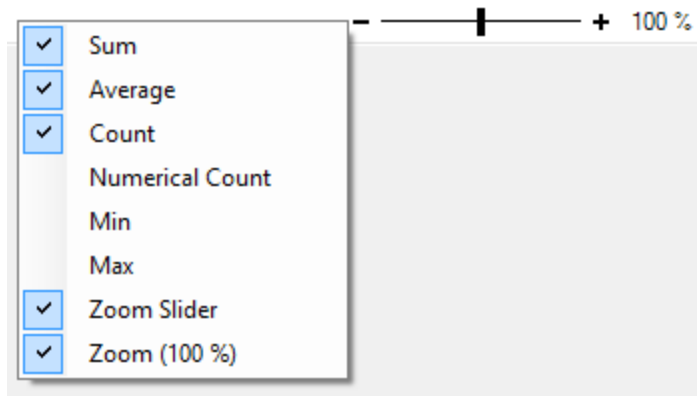 − + 100 %
Sum
Average
Count
Numerical Count
Min
Max
Zoom Slider
Zoom (100 %)